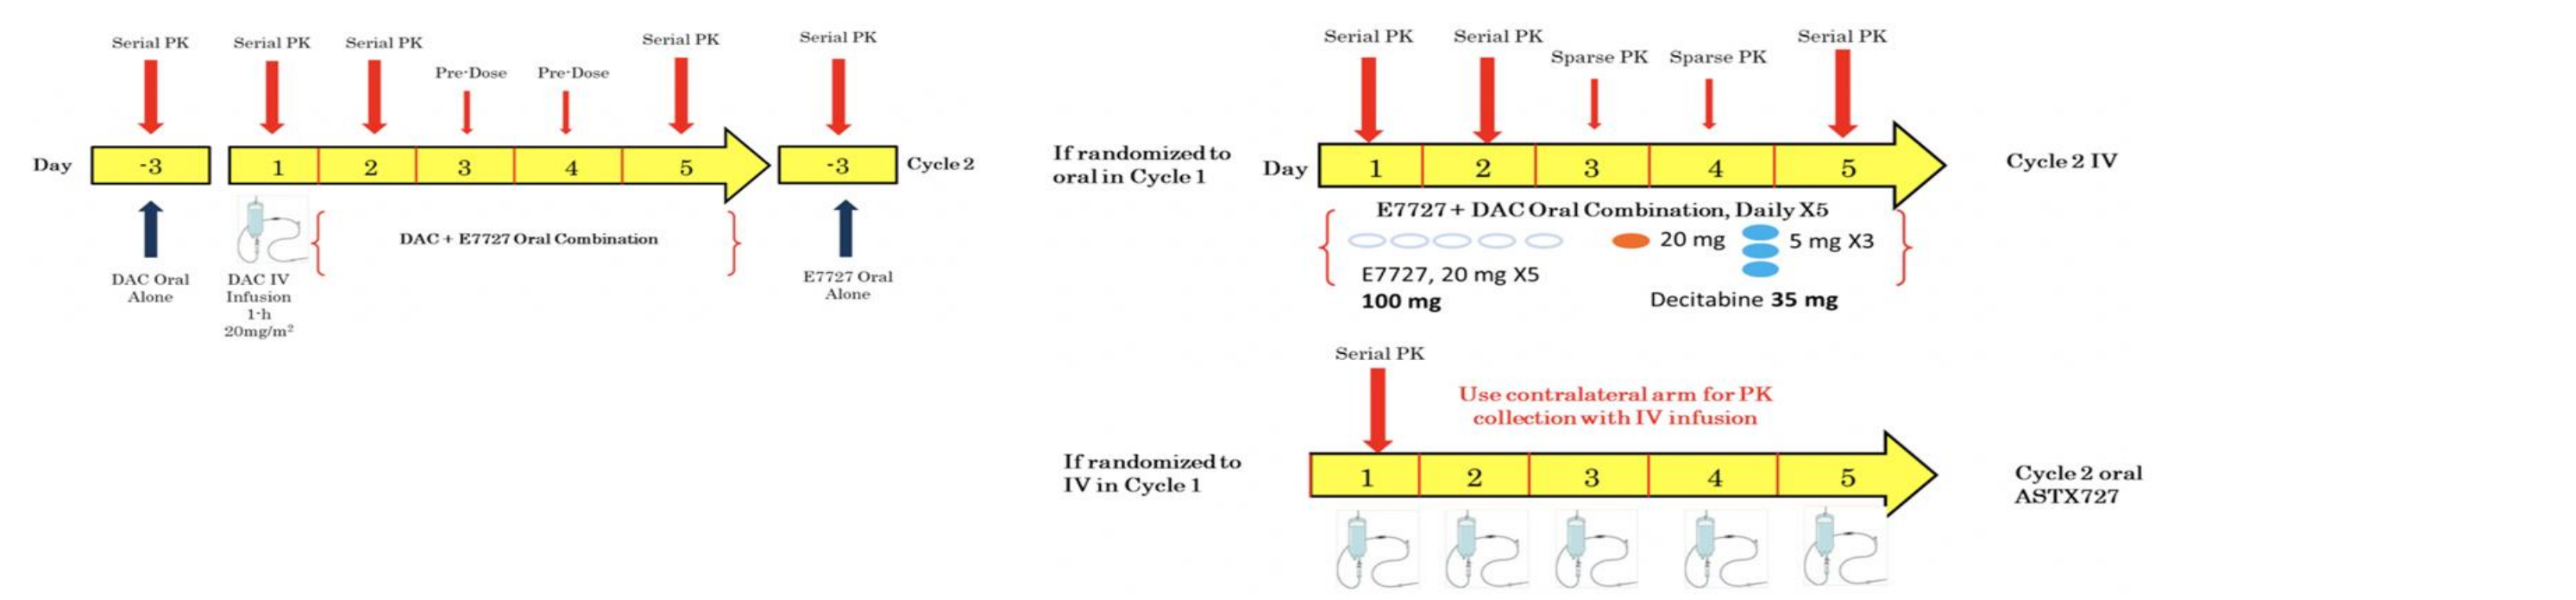 Serial PK
Serial PK
Serial PK
Pre-Dose
Pre-Dose
Serial PK
Serial PK
Day
-3
1
2
3
4
5
-3
Cycle 2
DAC + E7727 Oral Combination
DAC Oral
Alone
DAC IV
Infusion
1-h
20mg/m²
E7727 Oral
Alone
Serial PK
Serial PK
Sparse PK
Sparse PK
Serial PK
If randomized to
oral in Cycle 1
Day
1
2
3
4
5
Cycle 2 IV
E7727 + DAC Oral Combination, Daily X5
20 mg
5 mg X3
E7727, 20 mg X5
100 mg
Decitabine 35 mg
Serial PK
Use contralateral arm for PK
collection with IV infusion
If randomized to
IV in Cycle 1
1
2
3
4
5
Cycle 2 oral
ASTX727